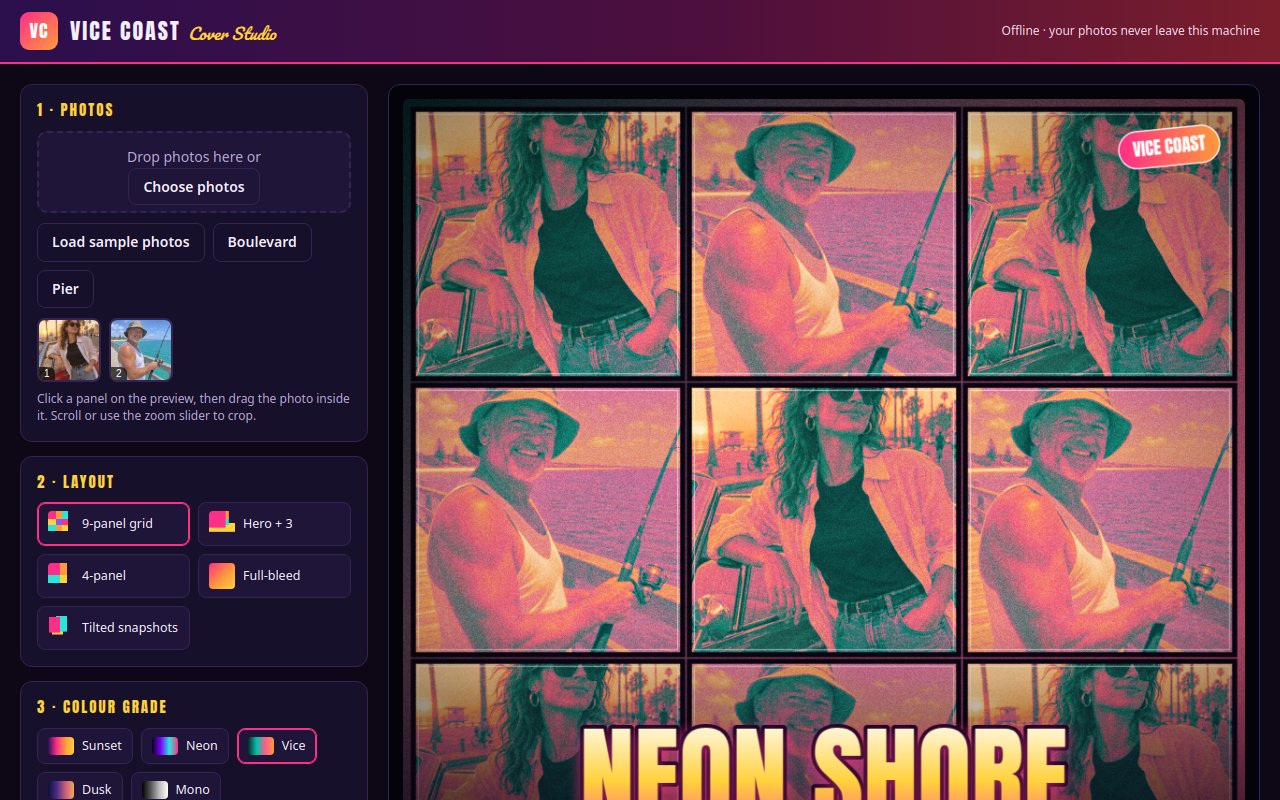 VC VICE COAST Cover Studio
Offline · your photos never leave this machine
1 · PHOTOS
Drop photos here or
Choose photos
Load sample photos
Boulevard
Pier
1
2
Click a panel on the preview, then drag the photo inside
it. Scroll or use the zoom slider to crop.
2 · LAYOUT
9-panel grid
Hero + 3
4-panel
Full-bleed
Tilted snapshots
3 · COLOUR GRADE
Sunset
Neon
Vice
Dusk
Mono
VICE COAST
NEON SHORE